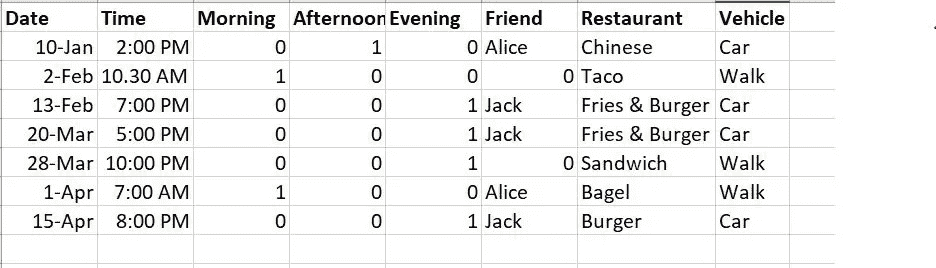 Date Time Morning Afternoon Evening Friend Restaurant Vehicle
10-Jan 2:00 PM 0 1 0 Alice Chinese Car
2-Feb 10.30 AM 1 0 0 0 Taco Walk
13-Feb 7:00 PM 0 0 1 Jack Fries & Burger Car
20-Mar 5:00 PM 0 0 1 Jack Fries & Burger Car
28-Mar 10:00 PM 0 0 1 0 Sandwich Walk
1-Apr 7:00 AM 1 0 0 Alice Bagel Walk
15-Apr 8:00 PM 0 0 1 Jack Burger Car